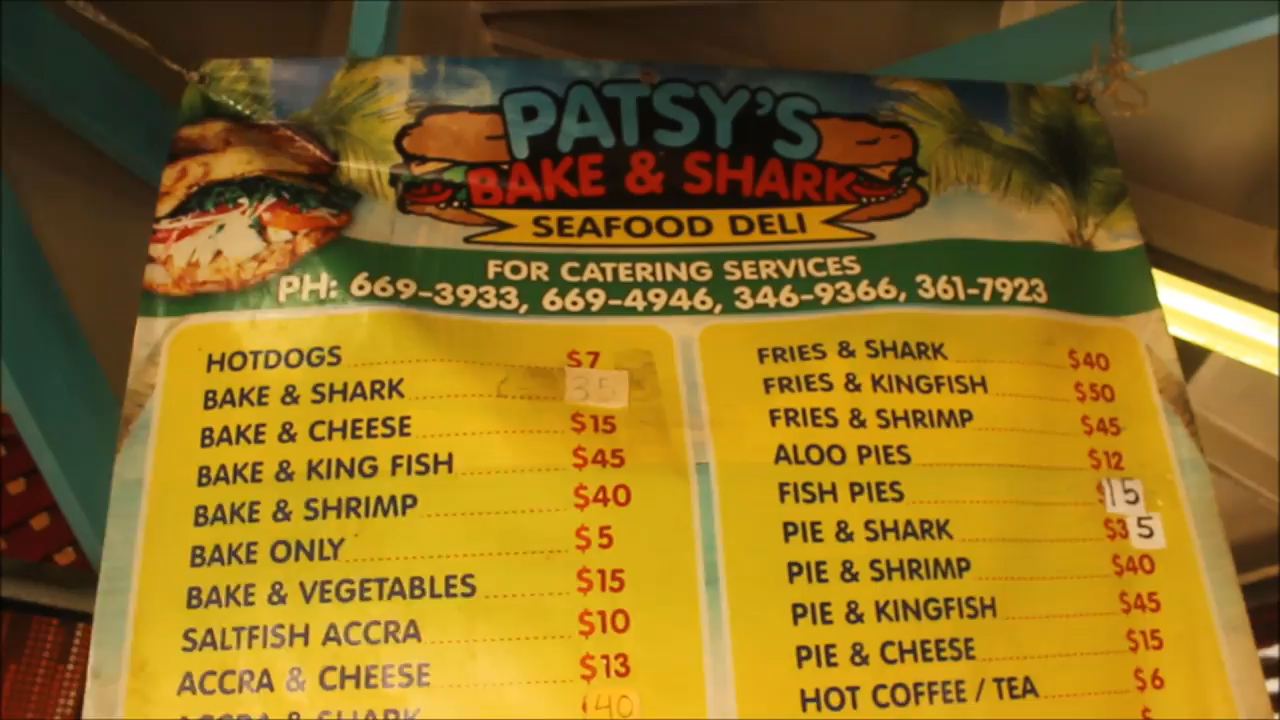 PATSY'S
BAKE & SHARK
SEAFOOD DELI
FOR CATERING SERVICES
PH: 669-3933, 669-4946, 346-9366, 361-7923
HOTDOGS $7
BAKE & SHARK 35
BAKE & CHEESE $15
BAKE & KING FISH $45
BAKE & SHRIMP $40
BAKE ONLY $5
BAKE & VEGETABLES $15
SALTFISH ACCRA $10
ACCRA & CHEESE $13
ACCRA & SHARK 40
FRIES & SHARK $40
FRIES & KINGFISH $50
FRIES & SHRIMP $45
ALOO PIES $12
FISH PIES $15
PIE & SHARK $35
PIE & SHRIMP $40
PIE & KINGFISH $45
PIE & CHEESE $15
HOT COFFEE / TEA $6